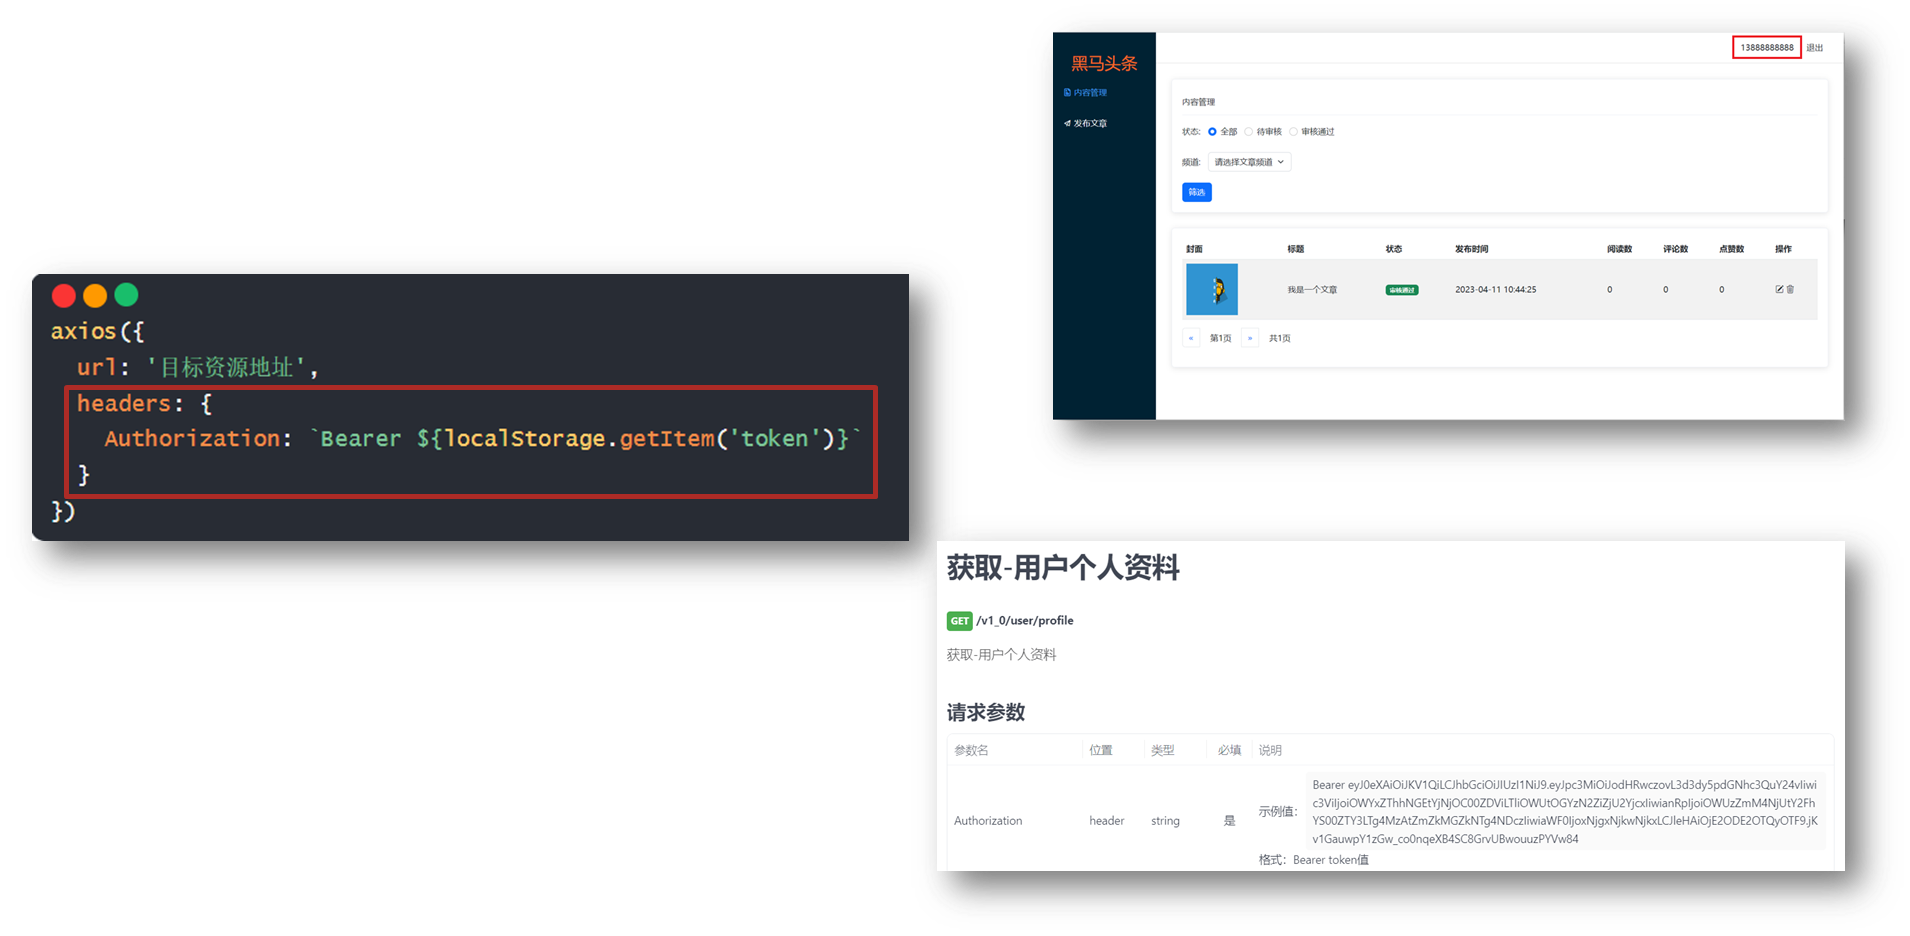 axios({
url: '目标资源地址',
headers: {
Authorization: `Bearer ${localStorage.getItem('token')}`
}
})
黑马头条
内容管理
发布文章
13888888888 退出
内容管理
状态: 全部 待审核 审核通过
频道: 请选择文章频道
筛选
封面 标题 状态 发布时间 阅读数 评论数 点赞数 操作
我是一个文章 审核通过 2023-04-11 10:44:25 0 0 0
« 第1页 » 共1页
获取-用户个人资料
GET /v1_0/user/profile
获取-用户个人资料
请求参数
参数名 位置 类型 必填 说明
Authorization header string 是 示例值:
Bearer eyJ0eXAiOiJKV1QiLCJhbGciOiJIUzI1NiJ9.eyJpc3MiOiJodHRwczovL3d3dy5pdGNhc3QuY24vIiwi
c3ViIjoiOWYxZThhNGEtYjNjOC00ZDViLTliOWUtOGYzN2ZiZjU2YjcxIiwianRpIjoiOWUzZmM4NjUtY2Fh
YS00ZTY3LTg4MzAtZmZkMGZkNTg4NDczIiwiaWF0IjoxNjgxNjkwNjkxLCJleHAiOjE2ODE2OTQyOTF9.jK
v1GauwpY1zGw_co0nqeXB4SC8GrvUBwouuzPYVw84
格式: Bearer token值